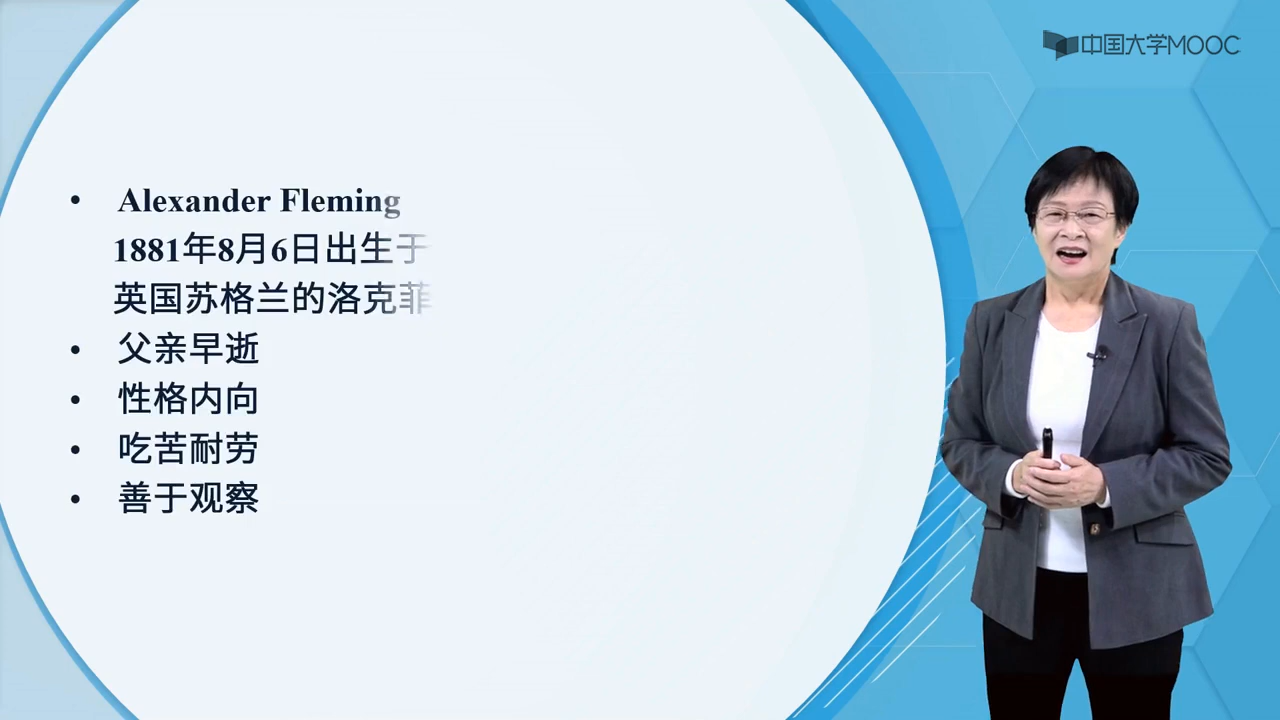 中国大学MOOC
• Alexander Fleming
1881年8月6日出生于
英国苏格兰的洛克菲
• 父亲早逝
• 性格内向
• 吃苦耐劳
• 善于观察